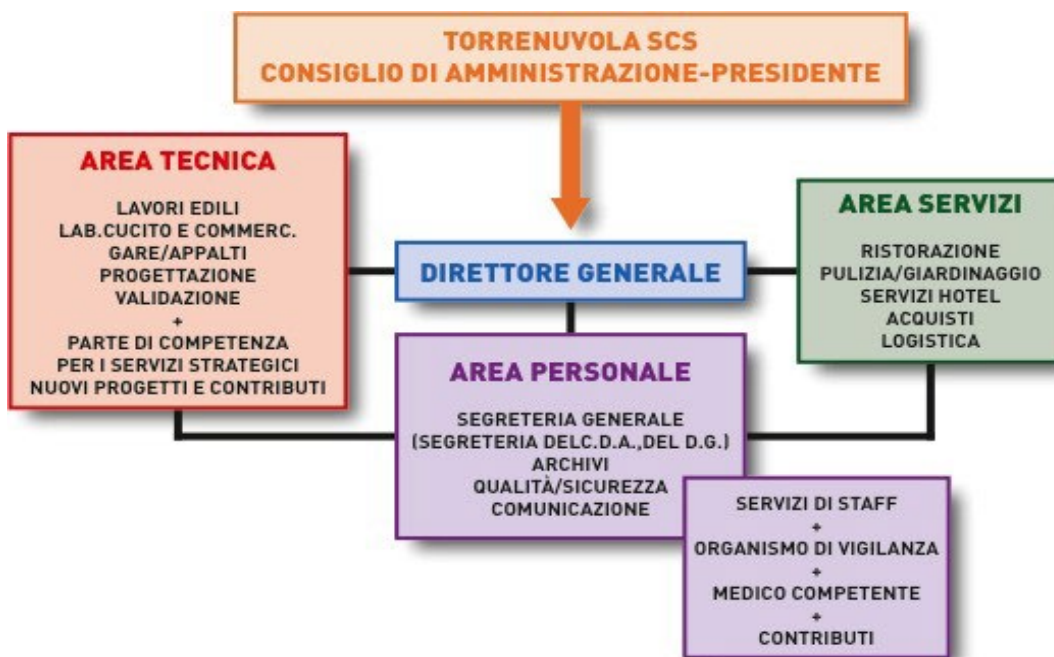 TORRENUVOLA SCS
CONSIGLIO DI AMMINISTRAZIONE-PRESIDENTE
AREA TECNICA
LAVORI EDILI
LAB.CUCITO E COMMERC.
GARE/APPALTI
PROGETTAZIONE
VALIDAZIONE
+
PARTE DI COMPETENZA
PER I SERVIZI STRATEGICI
NUOVI PROGETTI E CONTRIBUTI
DIRETTORE GENERALE
AREA SERVIZI
RISTORAZIONE
PULIZIA/GIARDINAGGIO
SERVIZI HOTEL
ACQUISTI
LOGISTICA
AREA PERSONALE
SEGRETERIA GENERALE
(SEGRETERIA DELC.D.A.,DEL D.G.)
ARCHIVI
QUALITÀ/SICUREZZA
COMUNICAZIONE
SERVIZI DI STAFF
+
ORGANISMO DI VIGILANZA
+
MEDICO COMPETENTE
+
CONTRIBUTI